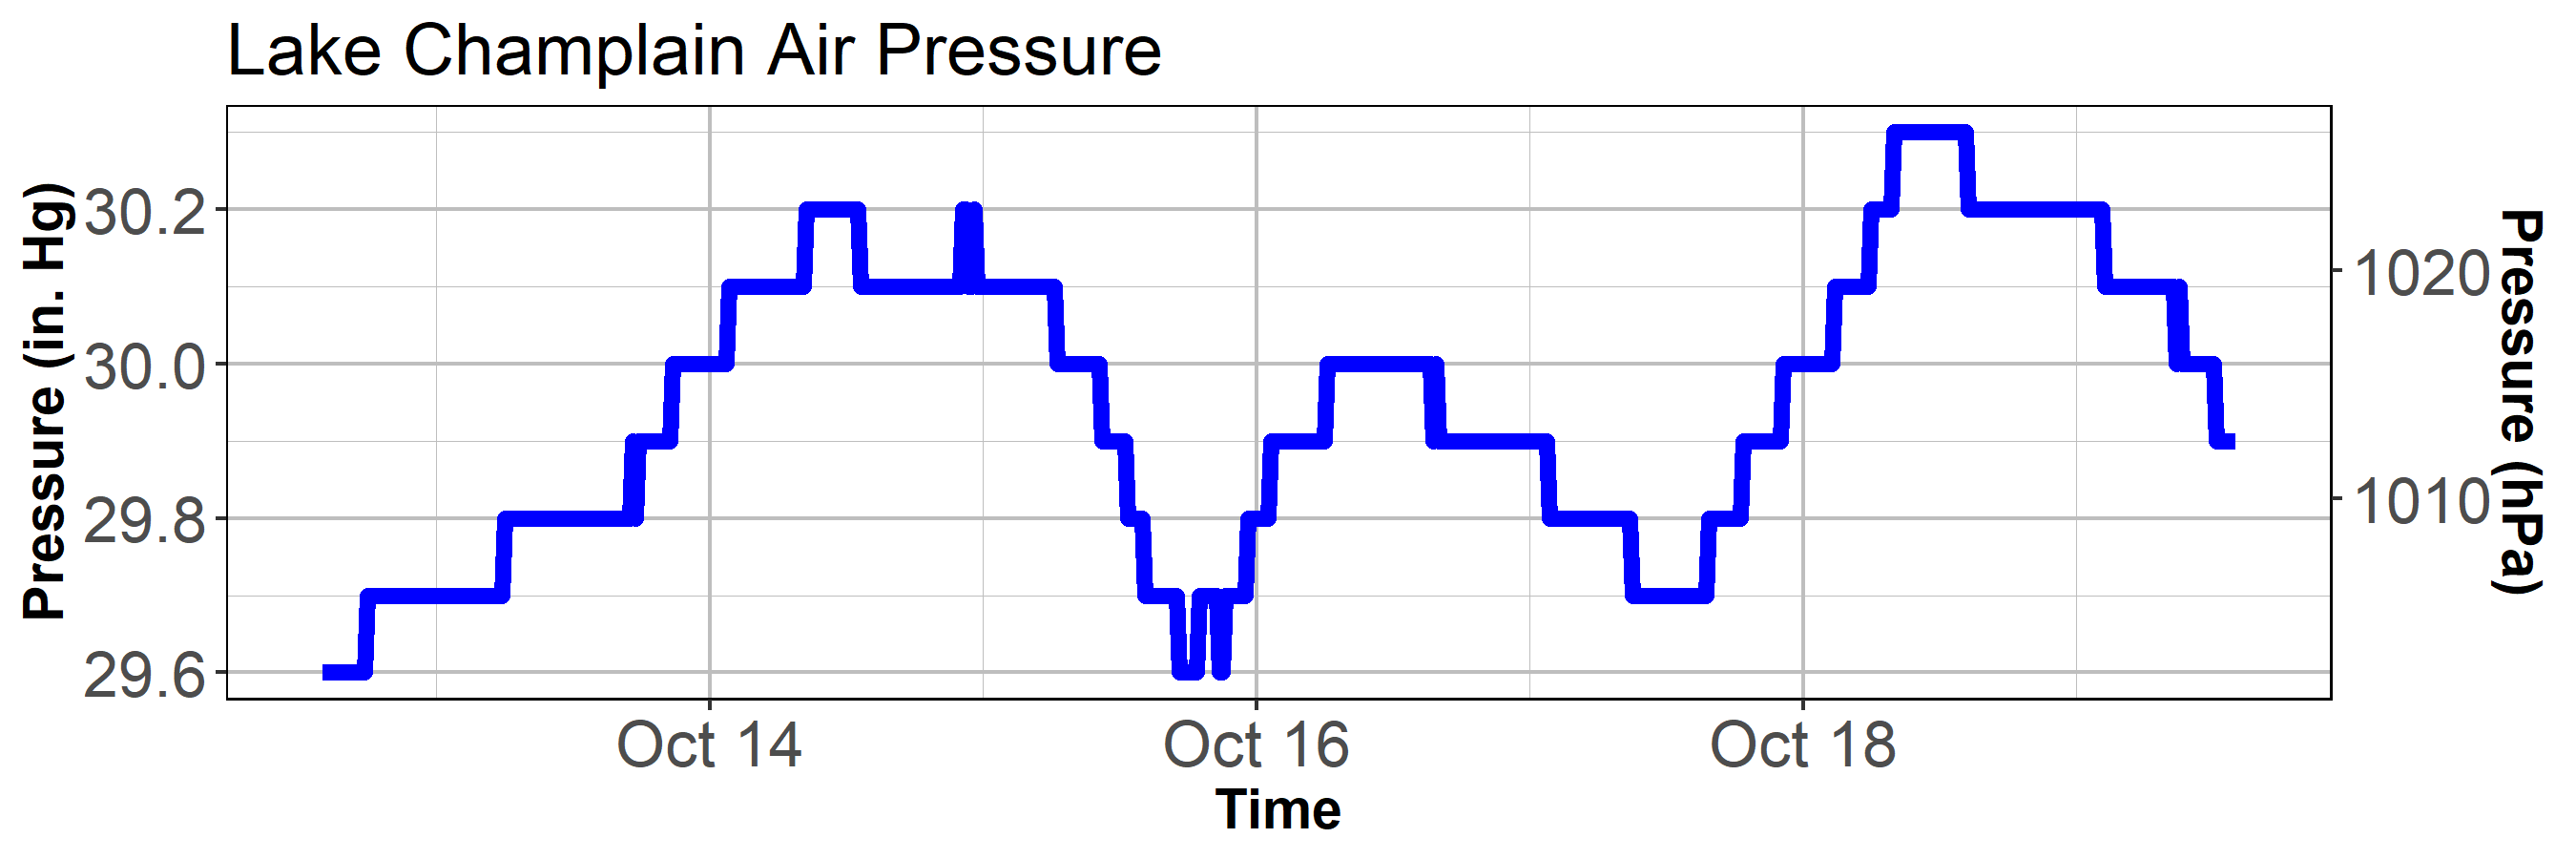 Lake Champlain Air Pressure
Pressure (in. Hg)
30.2
30.0
29.8
29.6
1020
1010
Pressure (hPa)
Oct 14
Oct 16
Oct 18
Time